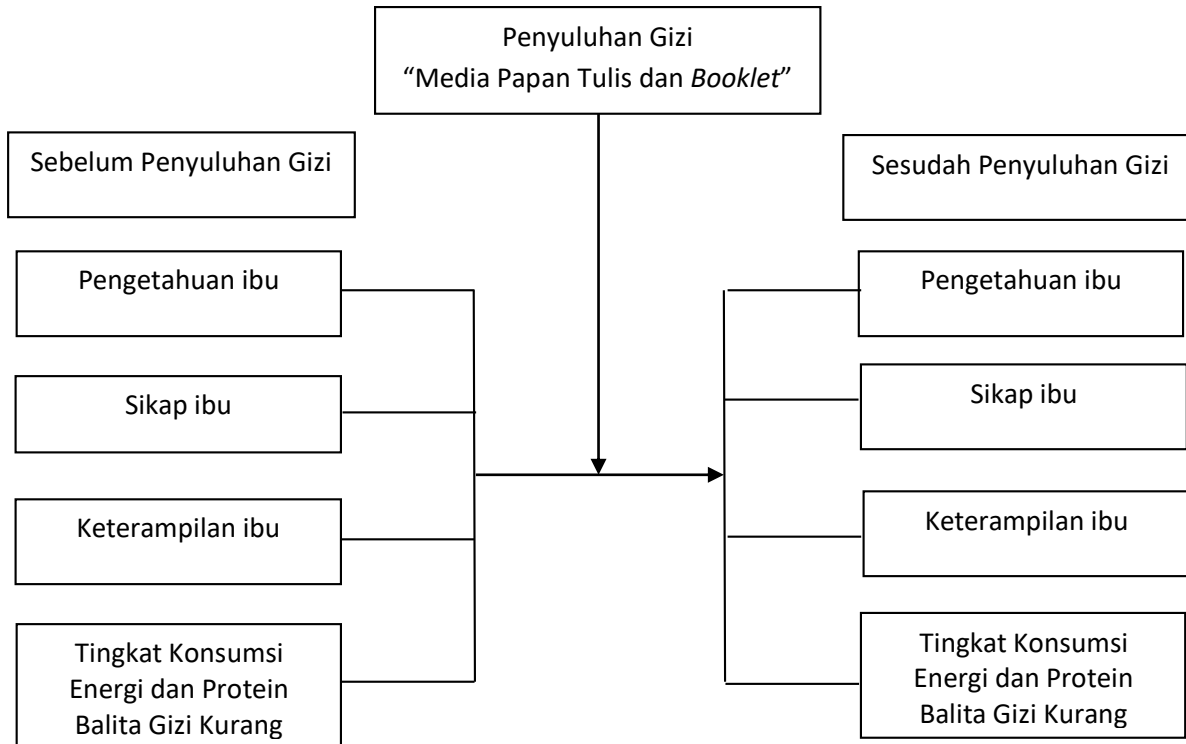 Penyuluhan Gizi
“Media Papan Tulis dan Booklet”
Sebelum Penyuluhan Gizi
Sesudah Penyuluhan Gizi
Pengetahuan ibu
Pengetahuan ibu
Sikap ibu
Sikap ibu
Keterampilan ibu
Keterampilan ibu
Tingkat Konsumsi
Energi dan Protein
Balita Gizi Kurang
Tingkat Konsumsi
Energi dan Protein
Balita Gizi Kurang